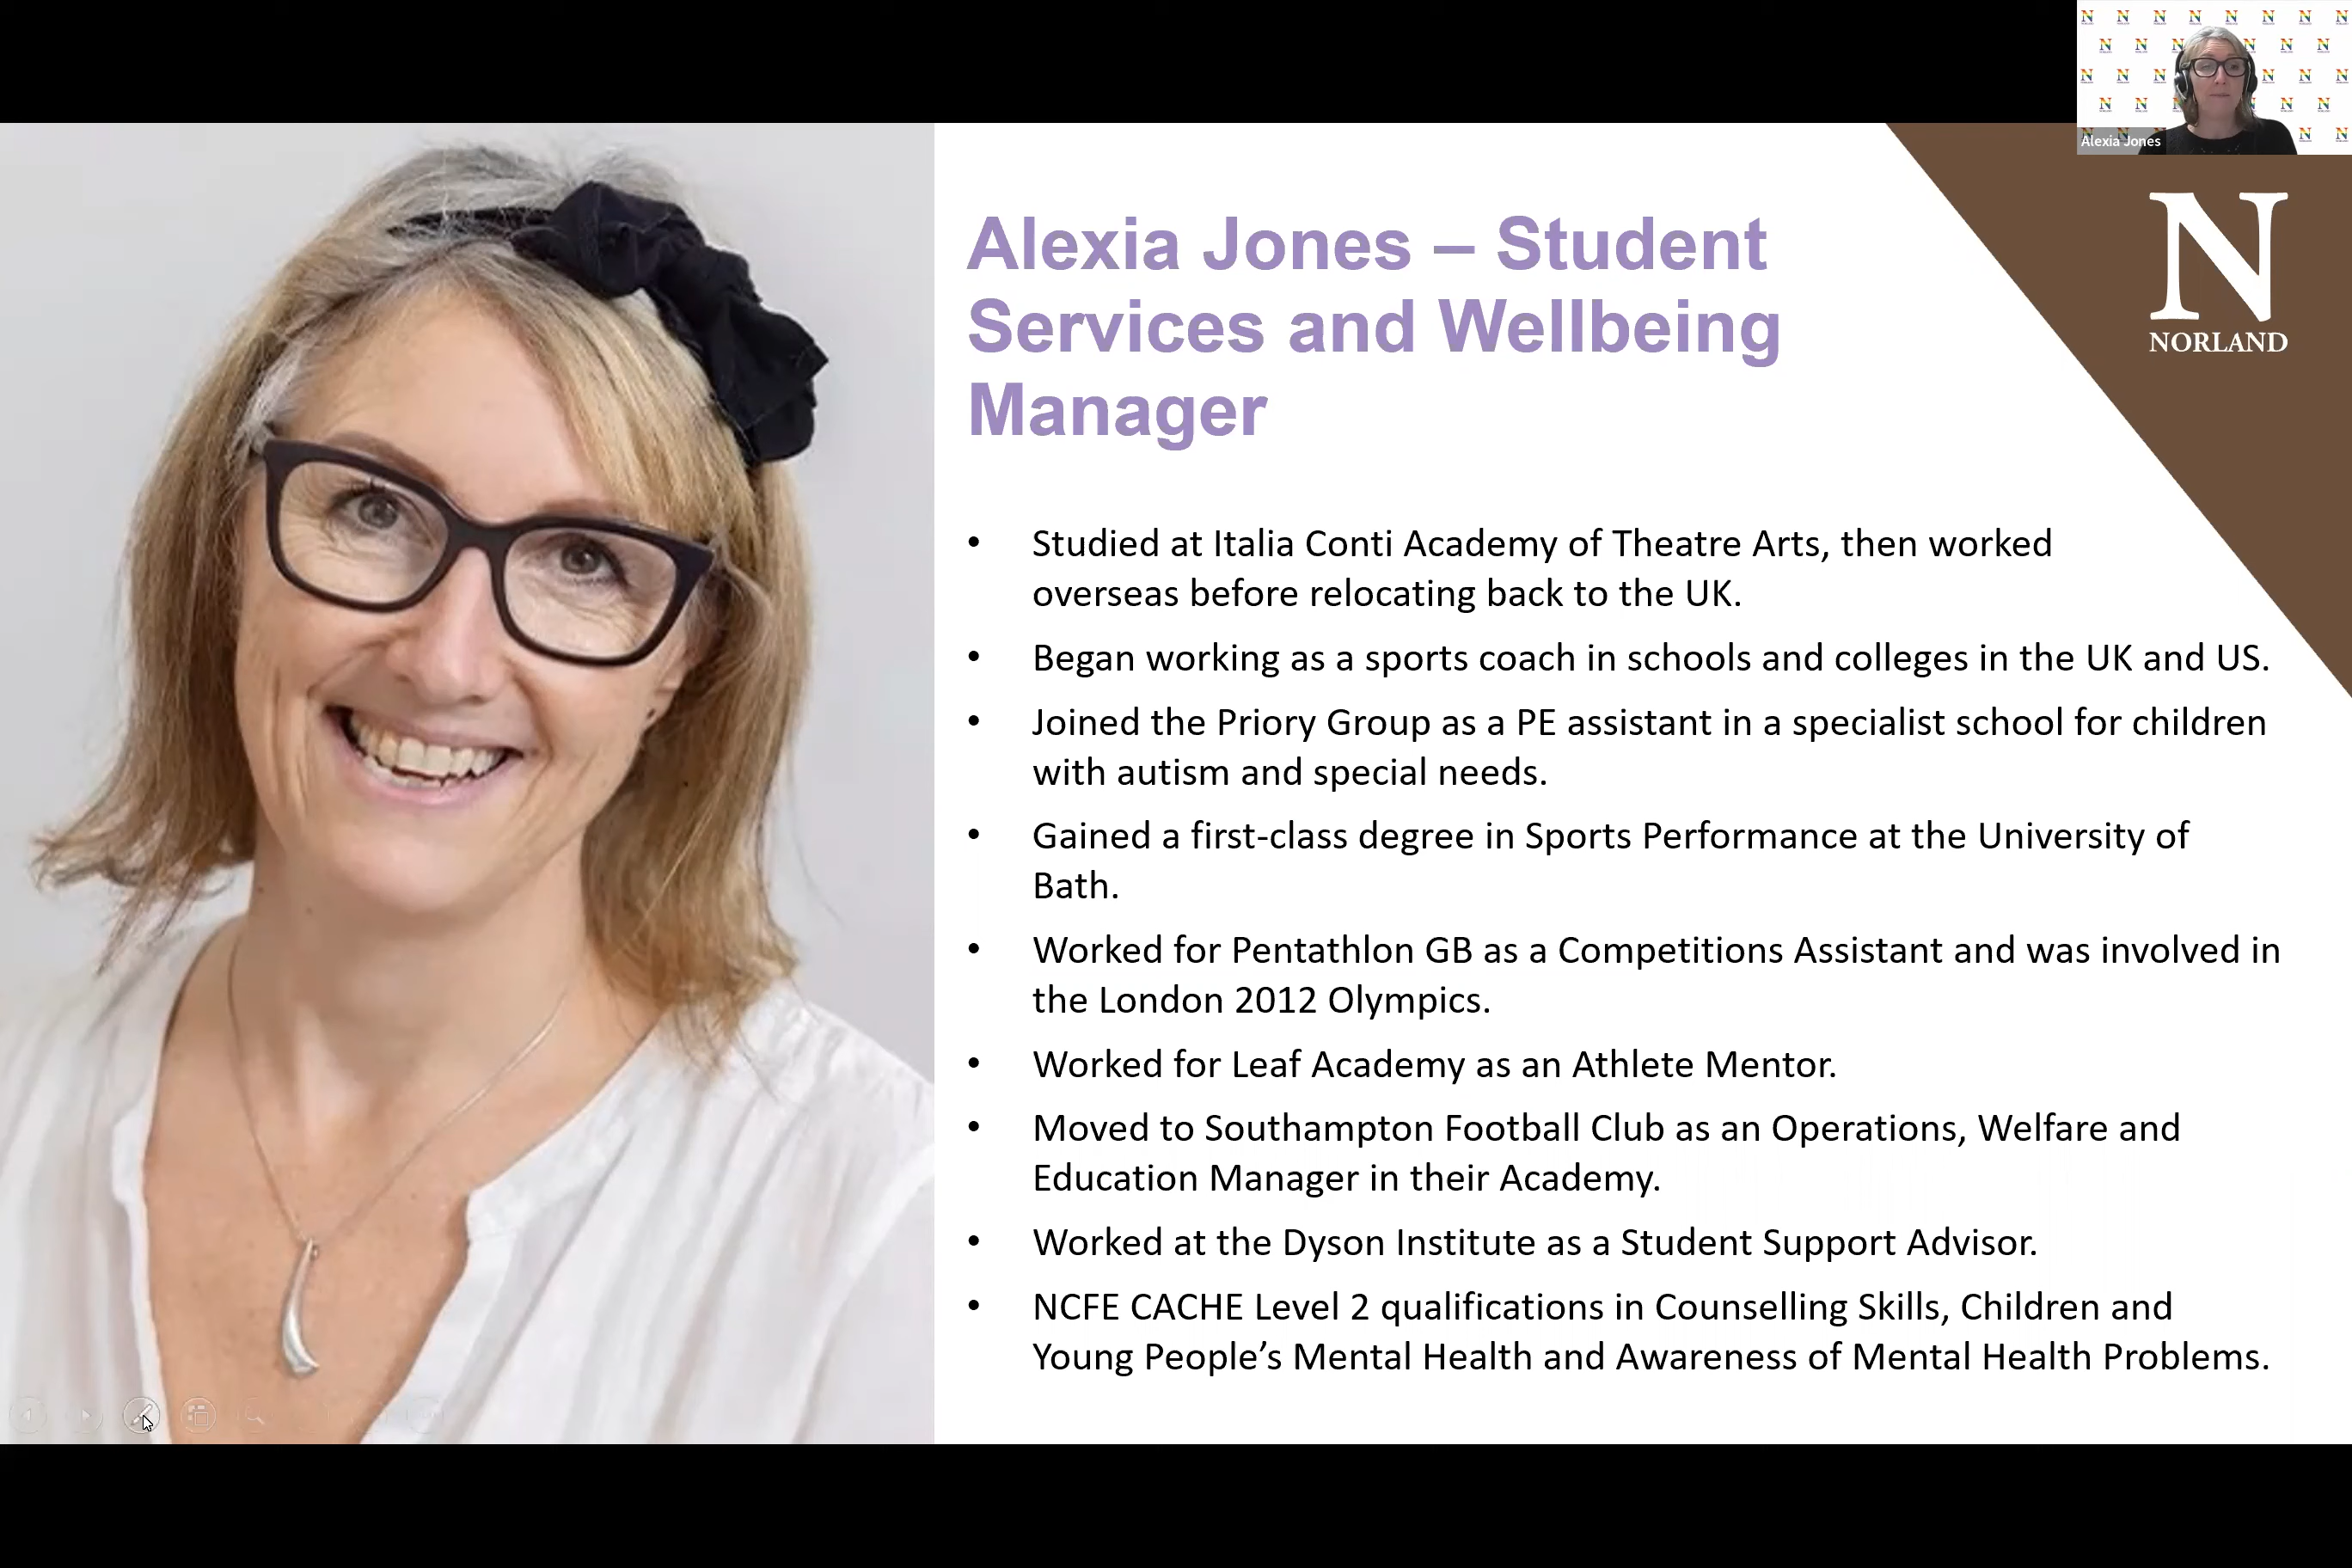 Alexia Jones
N
NORLAND
Alexia Jones – Student
Services and Wellbeing
Manager
• Studied at Italia Conti Academy of Theatre Arts, then worked
overseas before relocating back to the UK.
• Began working as a sports coach in schools and colleges in the UK and US.
• Joined the Priory Group as a PE assistant in a specialist school for children
with autism and special needs.
• Gained a first-class degree in Sports Performance at the University of
Bath.
• Worked for Pentathlon GB as a Competitions Assistant and was involved in
the London 2012 Olympics.
• Worked for Leaf Academy as an Athlete Mentor.
• Moved to Southampton Football Club as an Operations, Welfare and
Education Manager in their Academy.
• Worked at the Dyson Institute as a Student Support Advisor.
• NCFE CACHE Level 2 qualifications in Counselling Skills, Children and
Young People’s Mental Health and Awareness of Mental Health Problems.